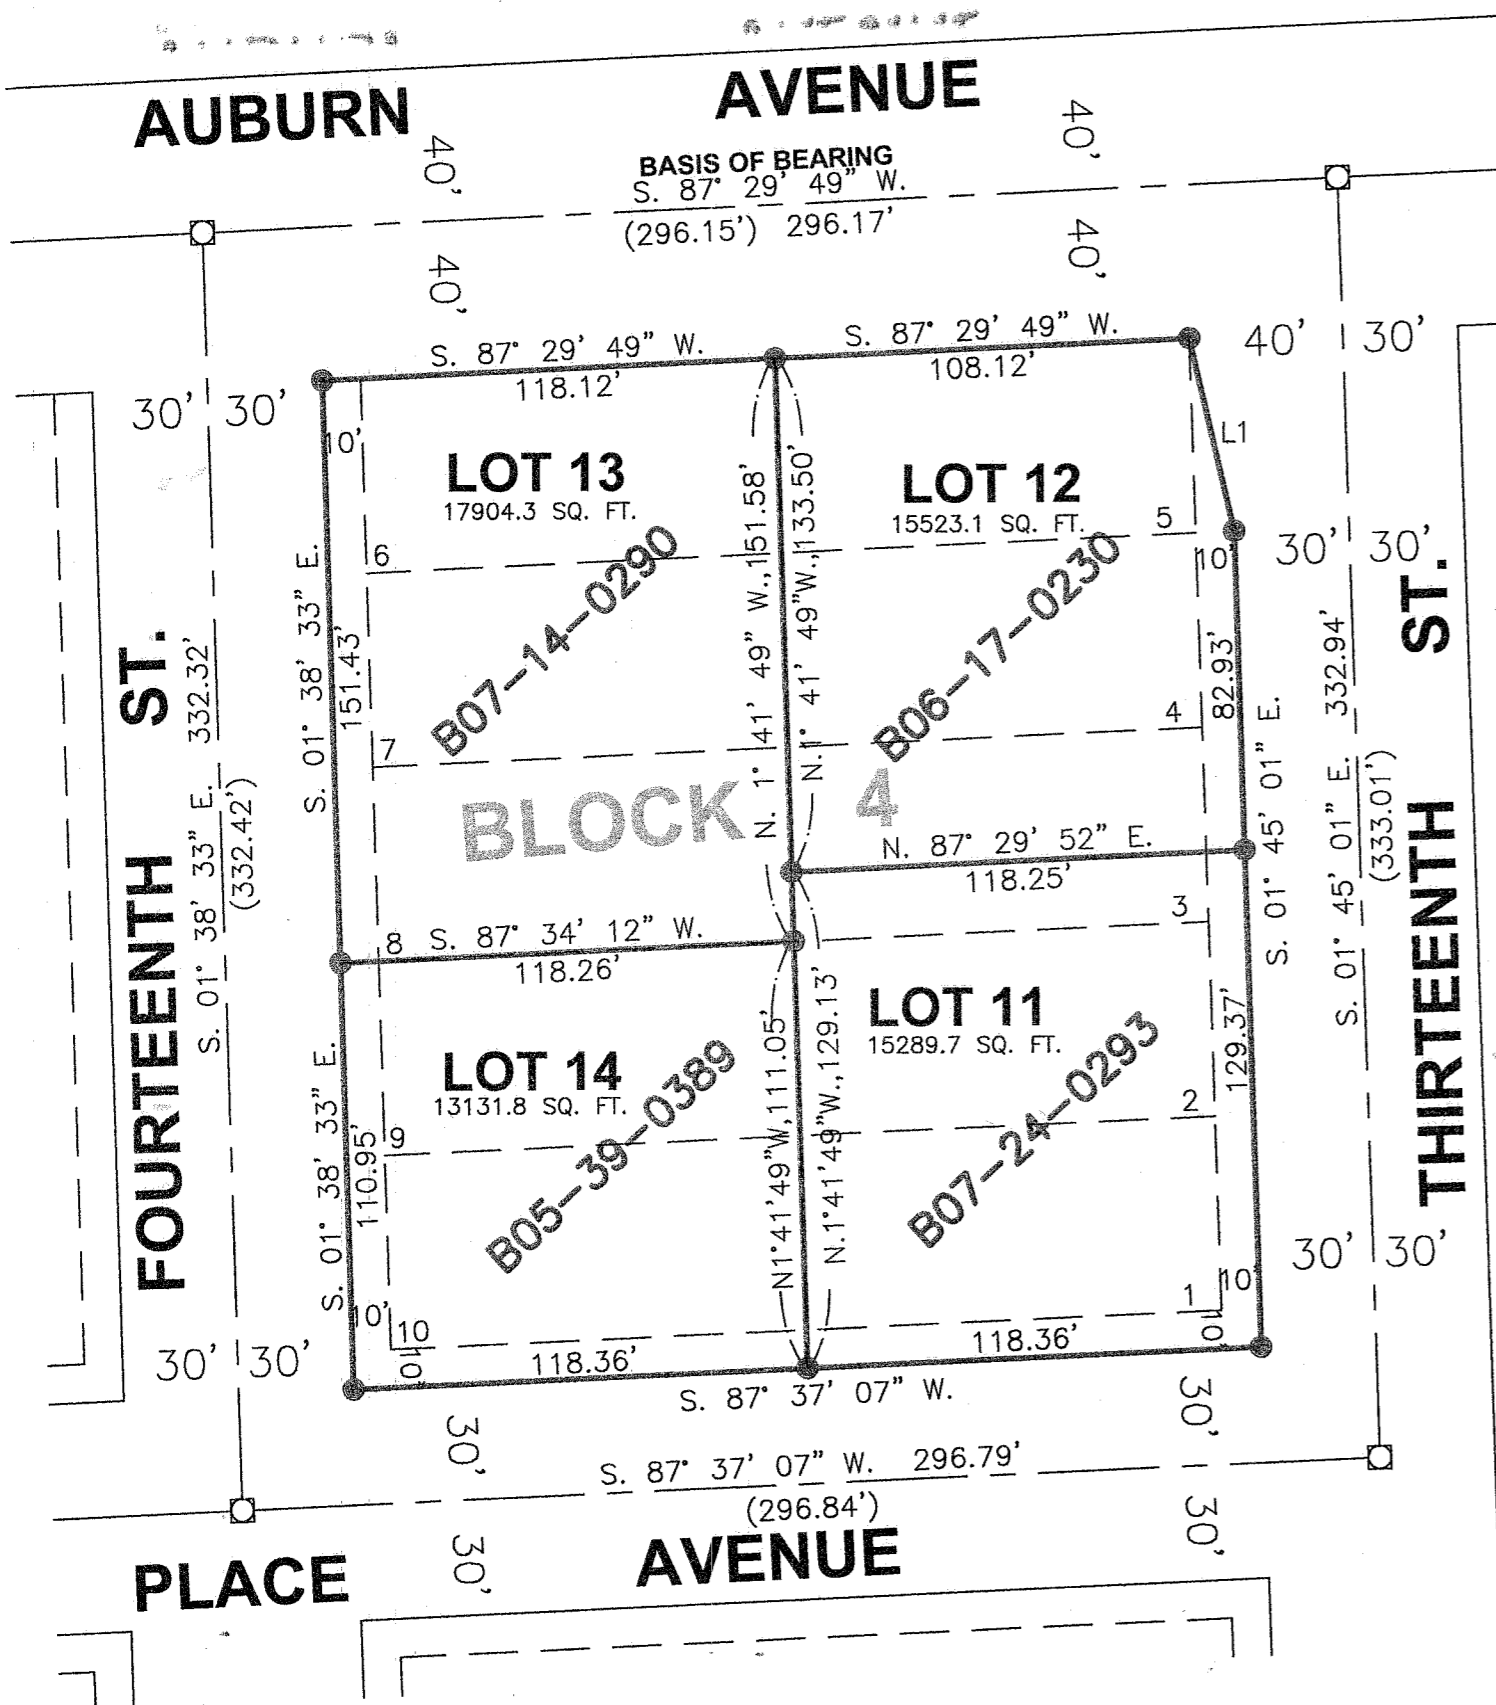 AUBURN AVENUE
40' 40'
BASIS OF BEARING
S. 87° 29' 49" W.
(296.15') 296.17'
40' 40'
S. 87° 29' 49" W.
118.12'
S. 87° 29' 49" W.
108.12'
40' 30'
30' 30'
10'
L1
LOT 13
17904.3 SQ. FT.
LOT 12
15523.1 SQ. FT.
5
10'
30' 30'
6
B07-14-0290
B06-17-0230
N. 1° 41' 49" W.,151.58'
N.1° 41' 49"W.,133.50'
S. 01° 38' 33" E.
151.43'
82.93'
4
7
FOURTEENTH ST.
S. 01° 38' 33" E. 332.32'
(332.42')
BLOCK 4
S. 01° 45' 01" E.
S. 01° 45' 01" E. 332.94'
(333.01')
THIRTEENTH ST.
N. 87° 29' 52" E.
118.25'
3
8 S. 87° 34' 12" W.
118.26'
LOT 11
15289.7 SQ. FT.
129.37'
LOT 14
13131.8 SQ. FT.
N1°41'49"W,111.05'
N.1°41'49"W.,129.13'
2
9
B05-39-0389
B07-24-0293
S. 01° 38' 33" E.
110.95'
30' 30'
1
10'
10'
10'
10
10'
118.36'
118.36'
30' 30'
S. 87° 37' 07" W.
30' 30'
S. 87° 37' 07" W. 296.79'
(296.84')
30' 30'
PLACE AVENUE